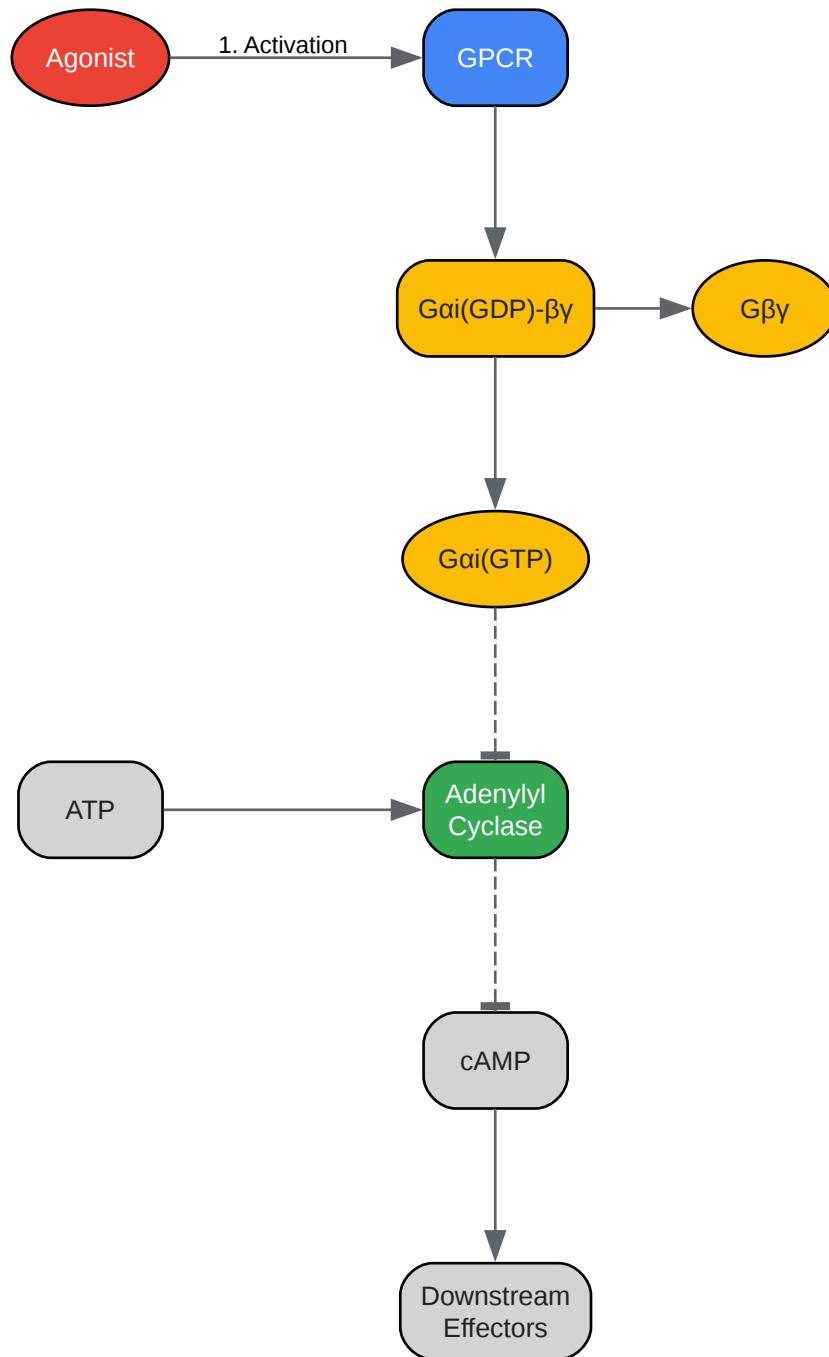 Agonist
1. Activation
GPCR
Gαi(GDP)-βγ
Gβγ
Gαi(GTP)
ATP
Adenylyl
Cyclase
cAMP
Downstream
Effectors